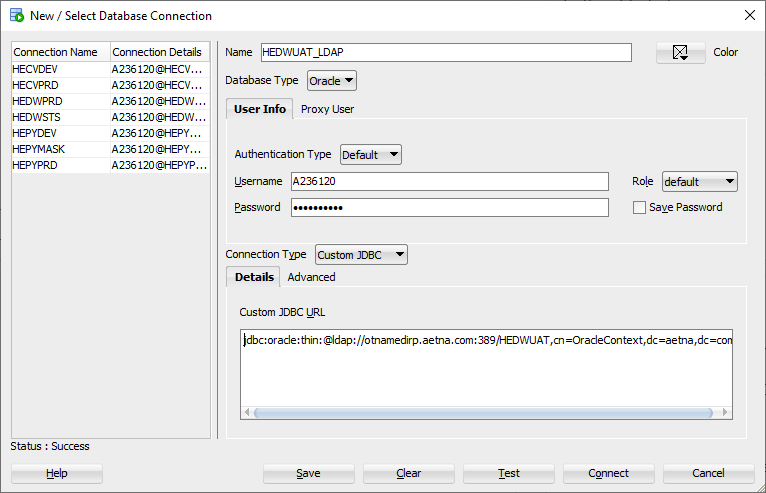 New / Select Database Connection
Connection Name Connection Details
HECVDEV A236120@HECV...
HECVPRD A236120@HECV...
HEDWPRD A236120@HEDW...
HEDWSTS A236120@HEDW...
HEPYDEV A236120@HEPY...
HEPYMASK A236120@HEPY...
HEPYPRD A236120@HEPYP...
Name HEDWUAT_LDAP Color
Database Type Oracle
User Info Proxy User
Authentication Type Default
Username A236120 Role default
Password •••••••••• Save Password
Connection Type Custom JDBC
Details Advanced
Custom JDBC URL
jdbc:oracle:thin:@ldap://otnamedirp.aetna.com:389/HEDWUAT,cn=OracleContext,dc=aetna,dc=com
Status : Success
Help Save Clear Test Connect Cancel